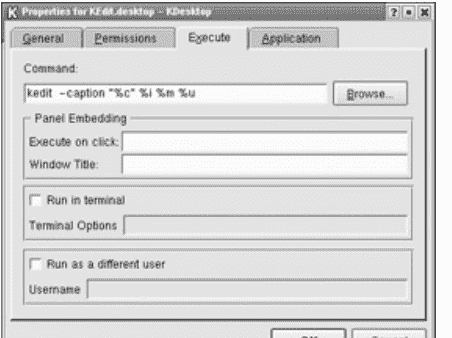 Properties for KEdit.desktop - KDesktop
General Permissions Execute Application
Command:
kedit -caption "%c" %i %m %u Browse...
Panel Embedding
Execute on click:
Window Title:
Run in terminal
Terminal Options
Run as a different user
Username